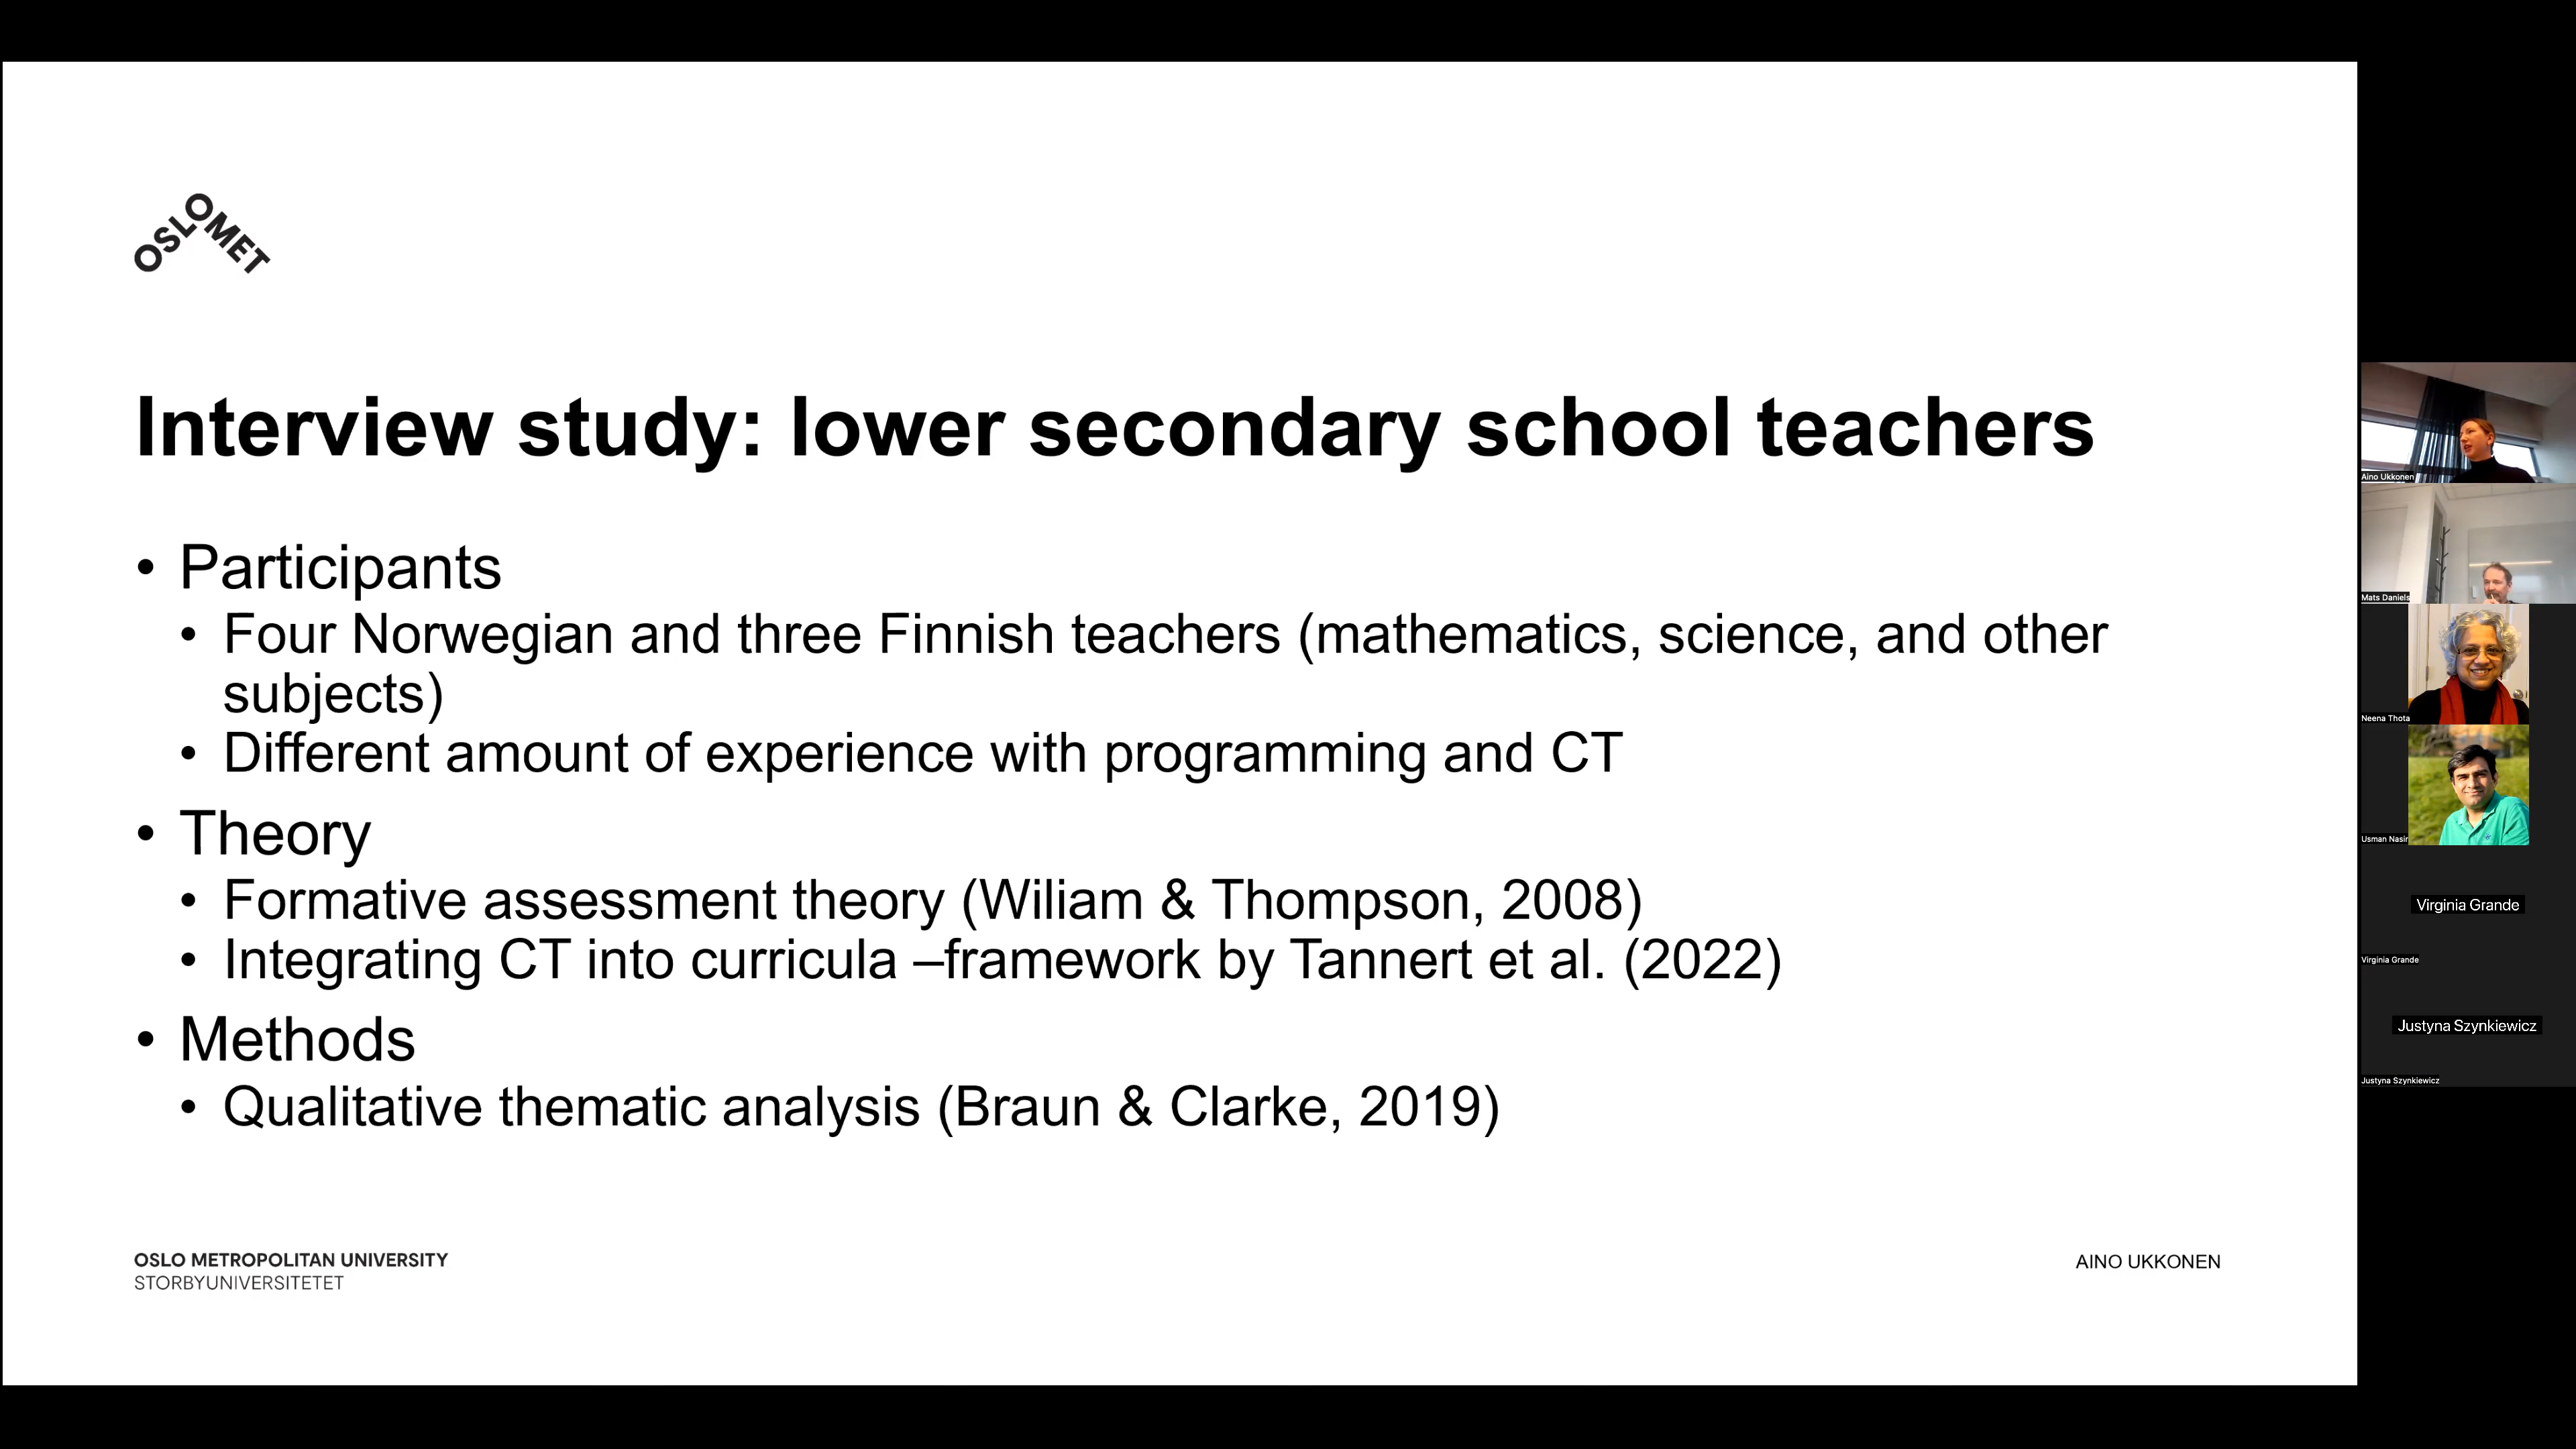 OSLOMET
Interview study: lower secondary school teachers
• Participants
• Four Norwegian and three Finnish teachers (mathematics, science, and other
subjects)
• Different amount of experience with programming and CT
• Theory
• Formative assessment theory (Wiliam & Thompson, 2008)
• Integrating CT into curricula –framework by Tannert et al. (2022)
• Methods
• Qualitative thematic analysis (Braun & Clarke, 2019)
OSLO METROPOLITAN UNIVERSITY
STORBYUNIVERSITETET
AINO UKKONEN
Aino Ukkonen
Mats Daniels
Neena Thota
Usman Nasir
Virginia Grande
Virginia Grande
Justyna Szynkiewicz
Justyna Szynkiewicz